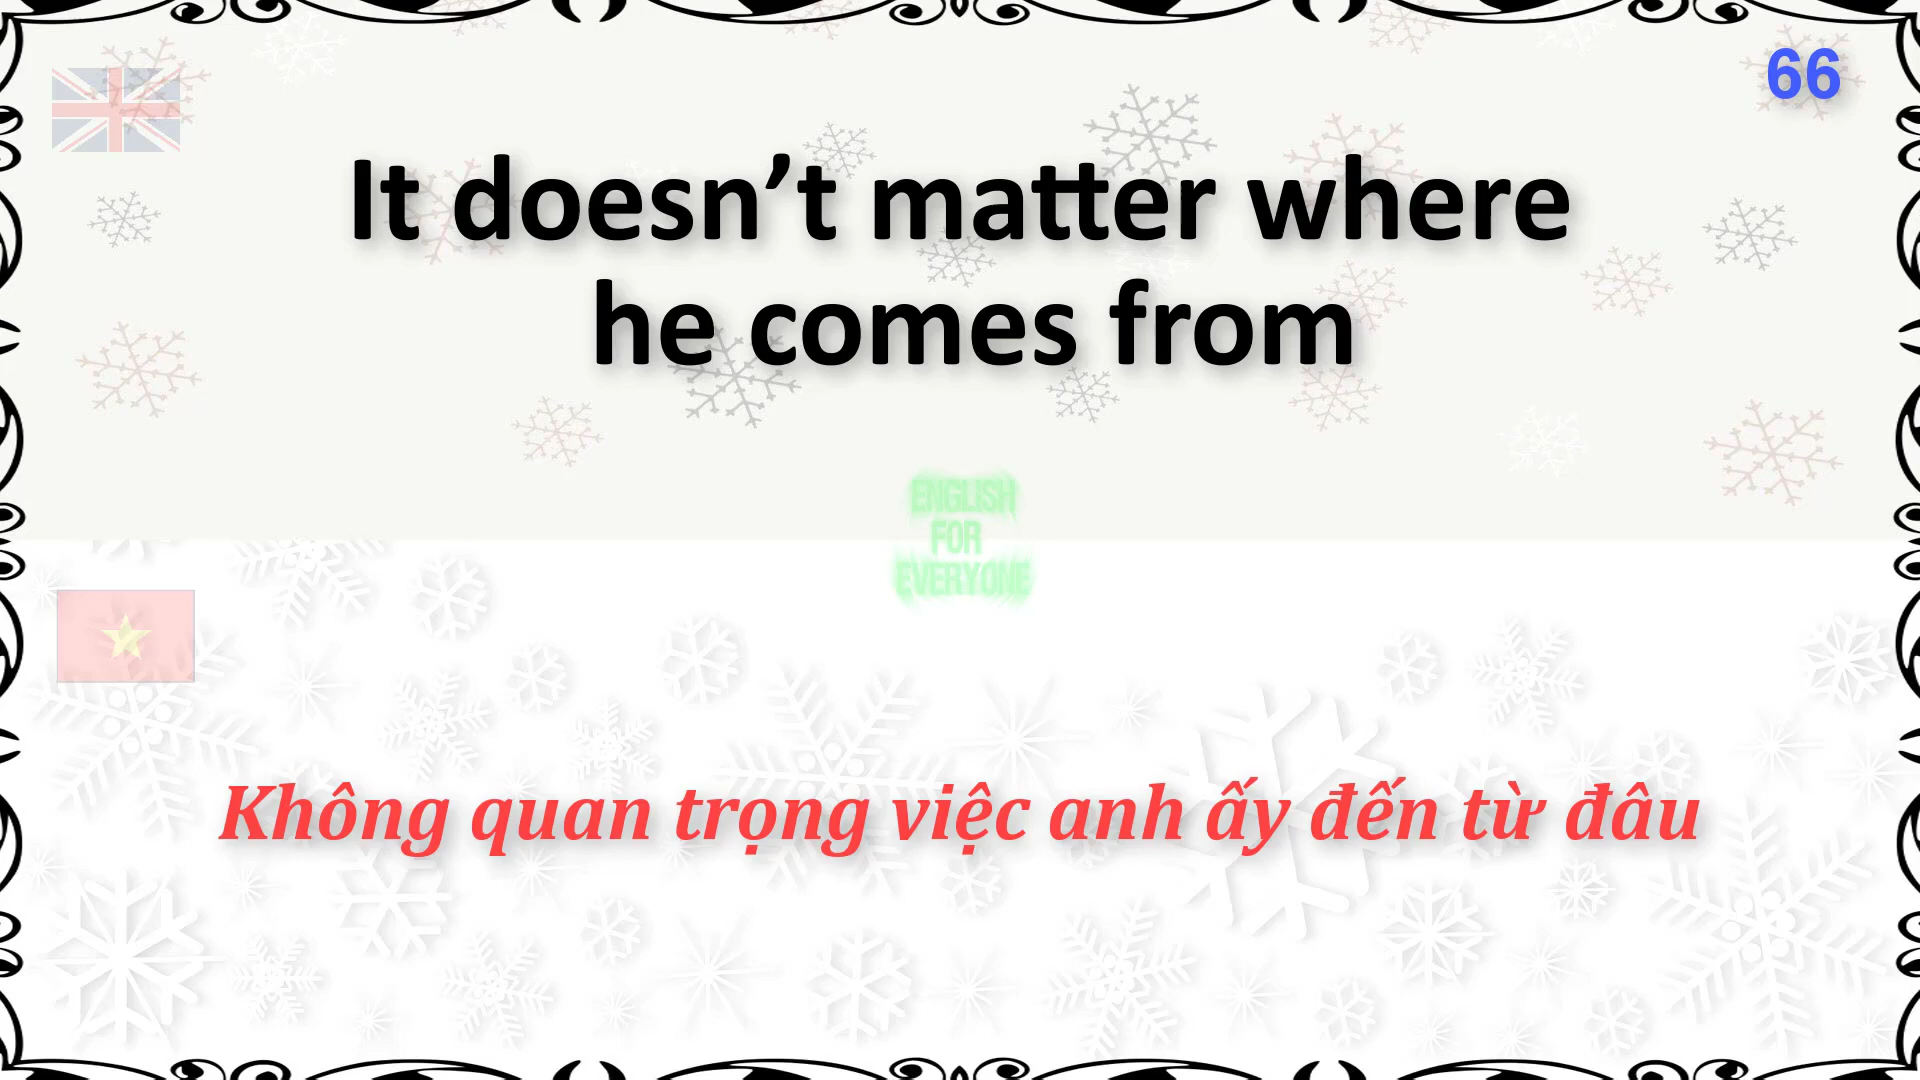 66
It doesn’t matter where
he comes from
ENGLISH
FOR
EVERYONE
Không quan trọng việc anh ấy đến từ đâu